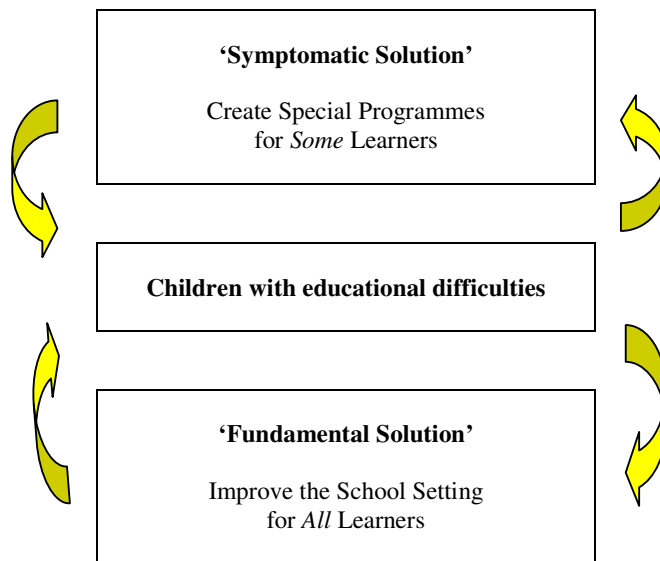 ‘Symptomatic Solution’
Create Special Programmes
for Some Learners
Children with educational difficulties
‘Fundamental Solution’
Improve the School Setting
for All Learners